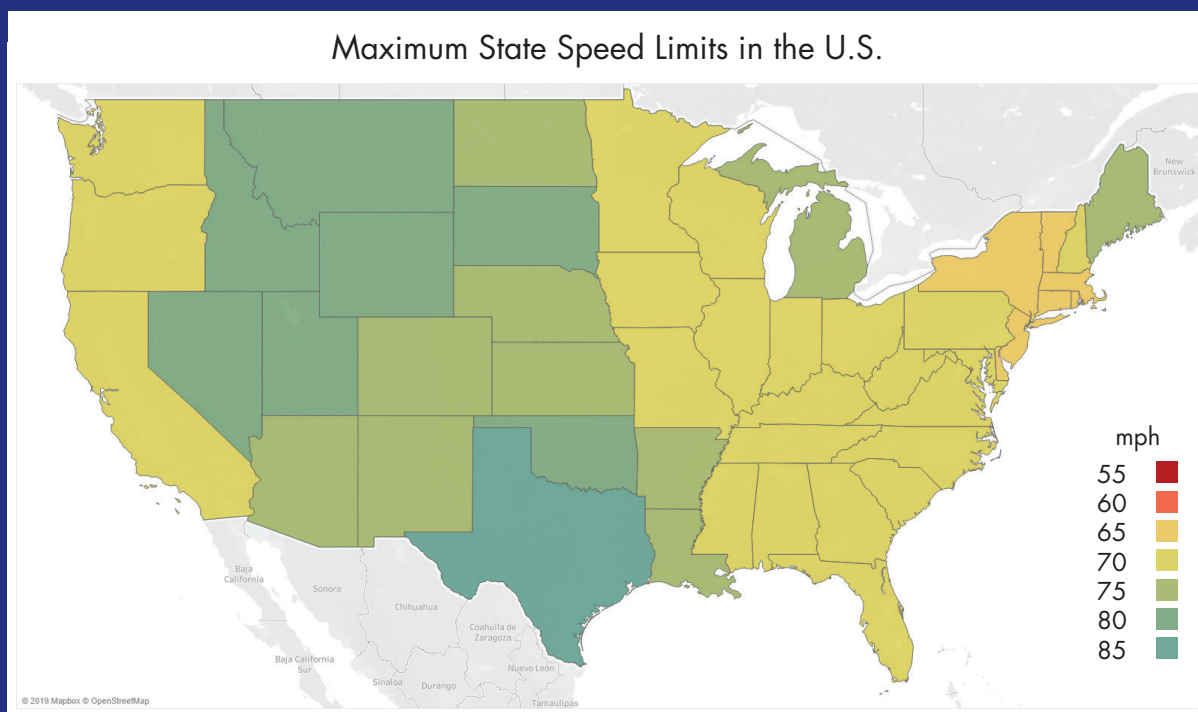 Maximum State Speed Limits in the U.S.
New
Brunswick
mph
55
60
65
70
75
80
85
Baja
California
Sonora
Chihuahua
Coahuila de
Zaragoza
Baja California
Sur
Sinaloa
Durango
Nuevo León
Tamaulipas
© 2019 Mapbox © OpenStreetMap